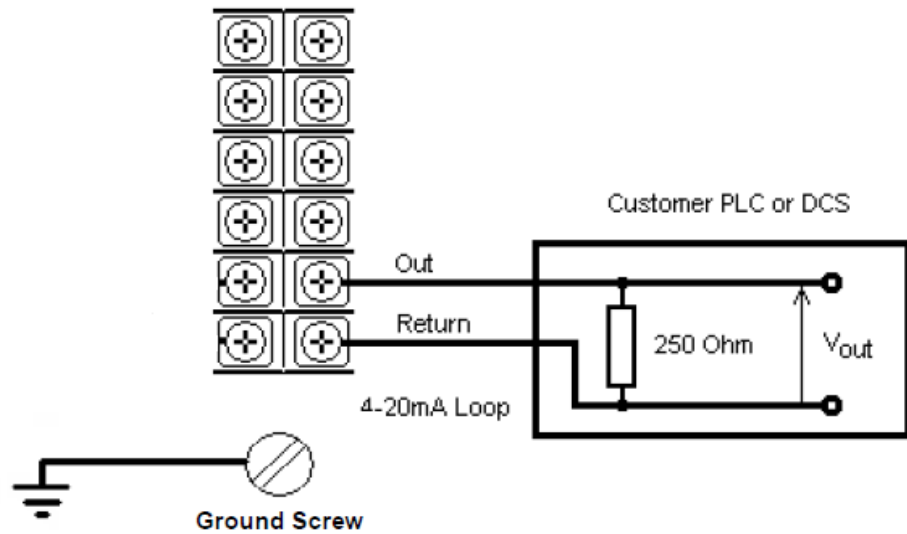 Customer PLC or DCS
Out
Return
250 Ohm
Vout
4-20mA Loop
Ground Screw